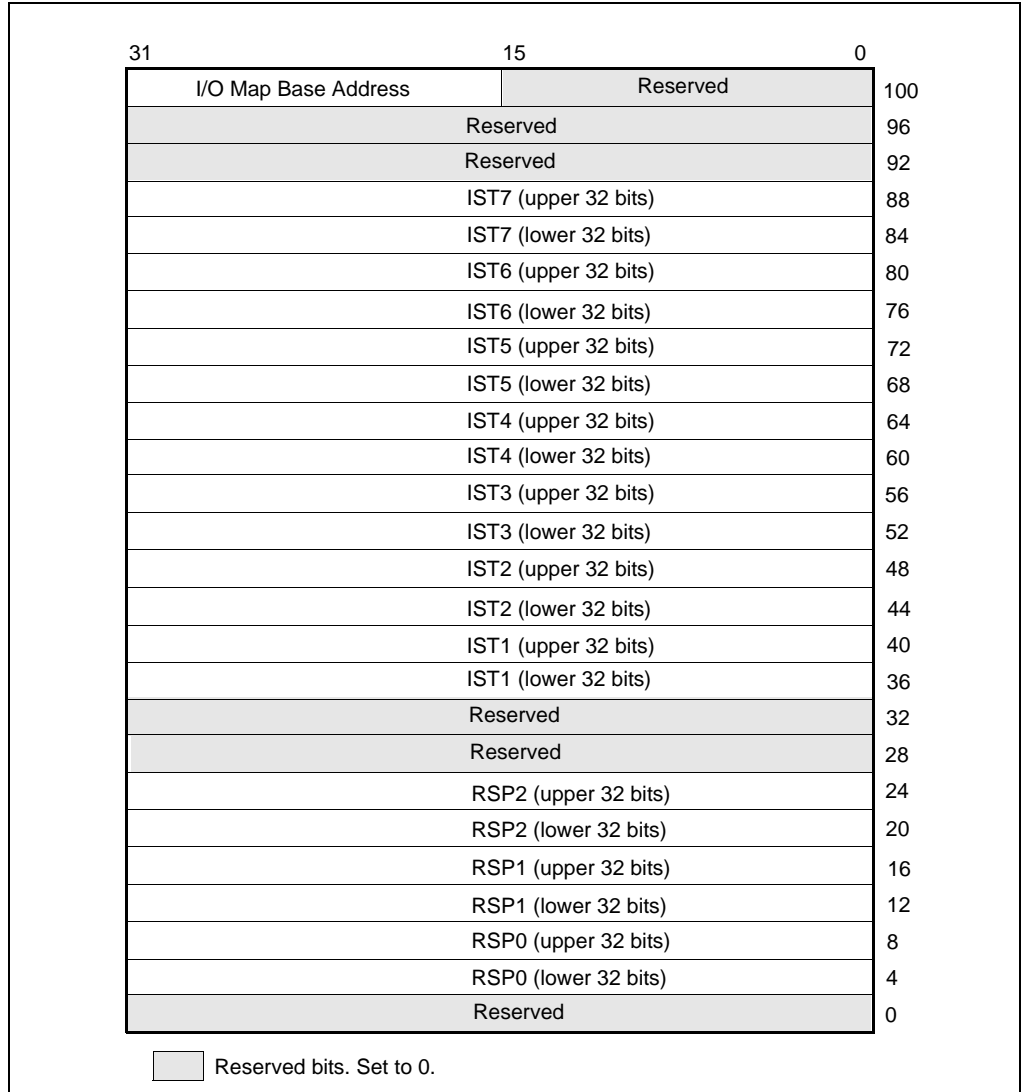 31 15 0
I/O Map Base Address Reserved 100
Reserved 96
Reserved 92
IST7 (upper 32 bits) 88
IST7 (lower 32 bits) 84
IST6 (upper 32 bits) 80
IST6 (lower 32 bits) 76
IST5 (upper 32 bits) 72
IST5 (lower 32 bits) 68
IST4 (upper 32 bits) 64
IST4 (lower 32 bits) 60
IST3 (upper 32 bits) 56
IST3 (lower 32 bits) 52
IST2 (upper 32 bits) 48
IST2 (lower 32 bits) 44
IST1 (upper 32 bits) 40
IST1 (lower 32 bits) 36
Reserved 32
Reserved 28
RSP2 (upper 32 bits) 24
RSP2 (lower 32 bits) 20
RSP1 (upper 32 bits) 16
RSP1 (lower 32 bits) 12
RSP0 (upper 32 bits) 8
RSP0 (lower 32 bits) 4
Reserved 0
Reserved bits. Set to 0.